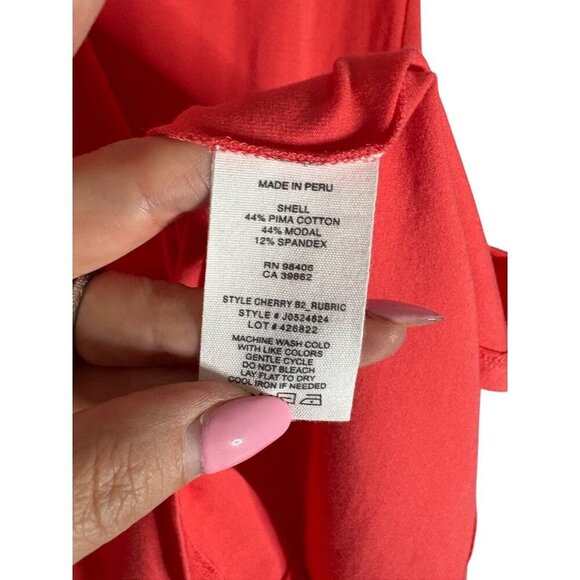 MADE IN PERU
SHELL
44% PIMA COTTON
44% MODAL
12% SPANDEX
RN 98406
CA 39862
STYLE CHERRY B2_RUBRIC
STYLE # J0524624
LOT # 426822
MACHINE WASH COLD
WITH LIKE COLORS
GENTLE CYCLE
DO NOT BLEACH
LAY FLAT TO DRY
COOL IRON IF NEEDED